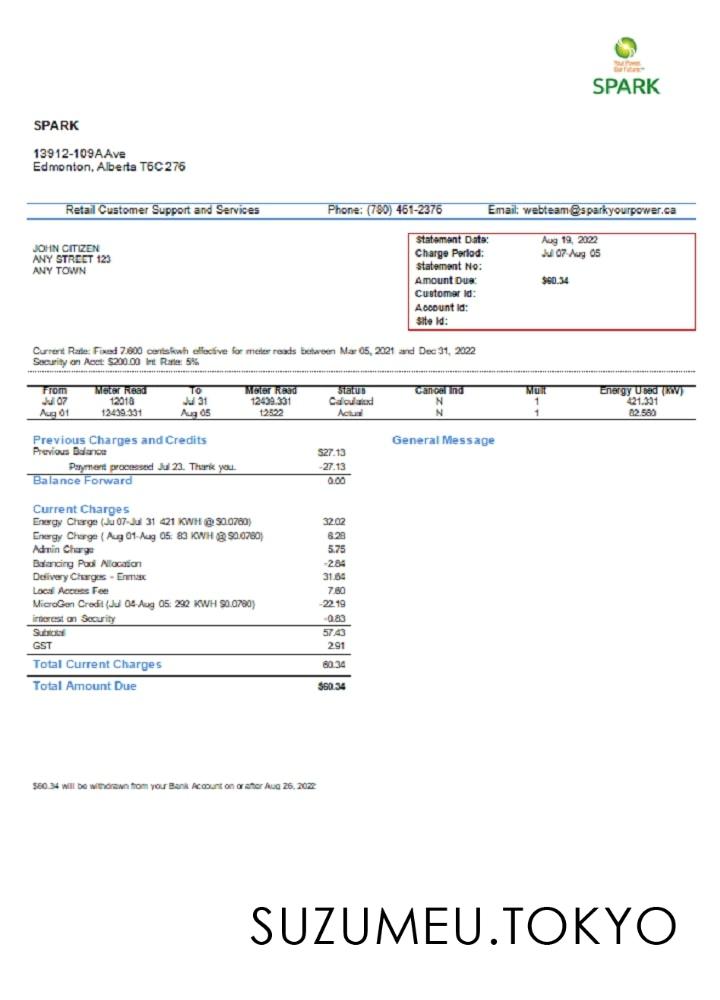 Your Power.
Our Future.™
SPARK
SPARK
13912-109AAve
Edmonton, Alberta T6C276
Retail Customer Support and Services Phone: (780) 461-2376 Email: webteam@sparkyourpower.ca
JOHN CITIZEN
ANY STREET 123
ANY TOWN
Statement Date: Aug 19, 2022
Charge Period: Jul 07-Aug 05
Statement No:
Amount Due: $60.34
Customer Id:
Account Id:
Site Id:
Current Rate: Fixed 7.600 cents/kwh effective for meter reads between Mar 05, 2021 and Dec 31, 2022
Security on Acct: $200.00 Int Rate: 5%
From Meter Read To Meter Read Status Cancel Ind Mult Energy Used (kW)
Jul 07 12018 Jul 31 12439.331 Calculated N 1 421.331
Aug 01 12439.331 Aug 05 12522 Actual N 1 82.580
Previous Charges and Credits
Previous Balance $27.13
Payment processed Jul 23. Thank you. -27.13
Balance Forward 0.00
General Message
Current Charges
Energy Charge (Ju 07-Jul 31 421 KWH @ $0.0760) 32.02
Energy Charge ( Aug 01-Aug 05: 83 KWH @ $0.0760) 6.28
Admin Charge 5.75
Balancing Pool Allocation -2.84
Delivery Charges - Enmax 31.64
Local Access Fee 7.60
MicroGen Credit (Jul 04-Aug 05: 292 KWH $0.0760) -22.19
interest on Security -0.83
Subtotal 57.43
GST 2.91
Total Current Charges 60.34
Total Amount Due $60.34
$60.34 will be withdrawn from your Bank Account on or after Aug 26, 2022
SUZUMEU.TOKYO